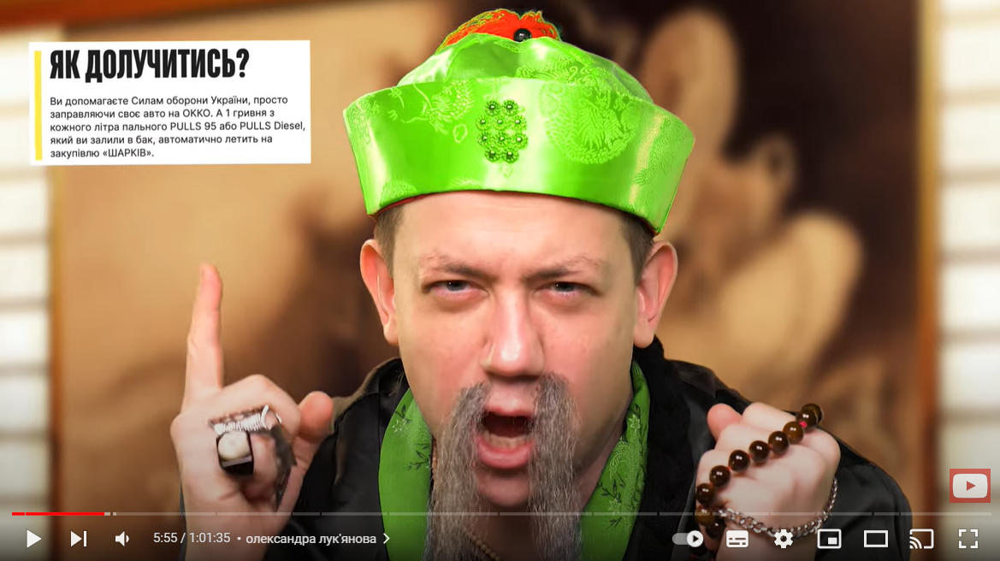 ЯК ДОЛУЧИТИСЬ?
Ви допомагаєте Силам оборони України, просто
заправляючи своє авто на ОККО. А 1 гривня з
кожного літра пального PULLS 95 або PULLS Diesel,
який ви залили в бак, автоматично летить на
закупівлю «ШАРКІВ».
5:55 / 1:01:35 • олександра лук'янова